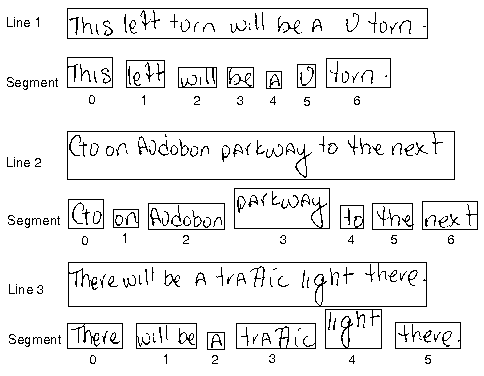 Line 1 This left turn will be A U turn.
Segment This left will be A U turn.
0 1 2 3 4 5 6
Line 2 Go on Audobon parkway to the next
Segment Go on Audobon parkway to the next
0 1 2 3 4 5 6
Line 3 There will be A traffic light there.
Segment There will be A traffic light there.
0 1 2 3 4 5